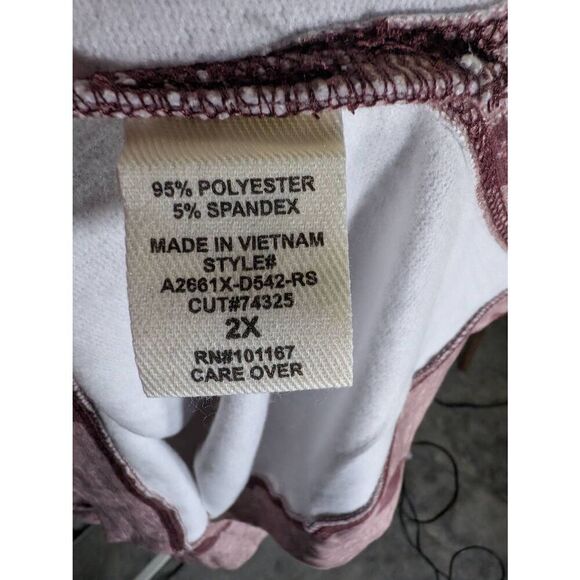 95% POLYESTER
5% SPANDEX
MADE IN VIETNAM
STYLE#
A2661X-D542-RS
CUT#74325
2X
RN#101167
CARE OVER